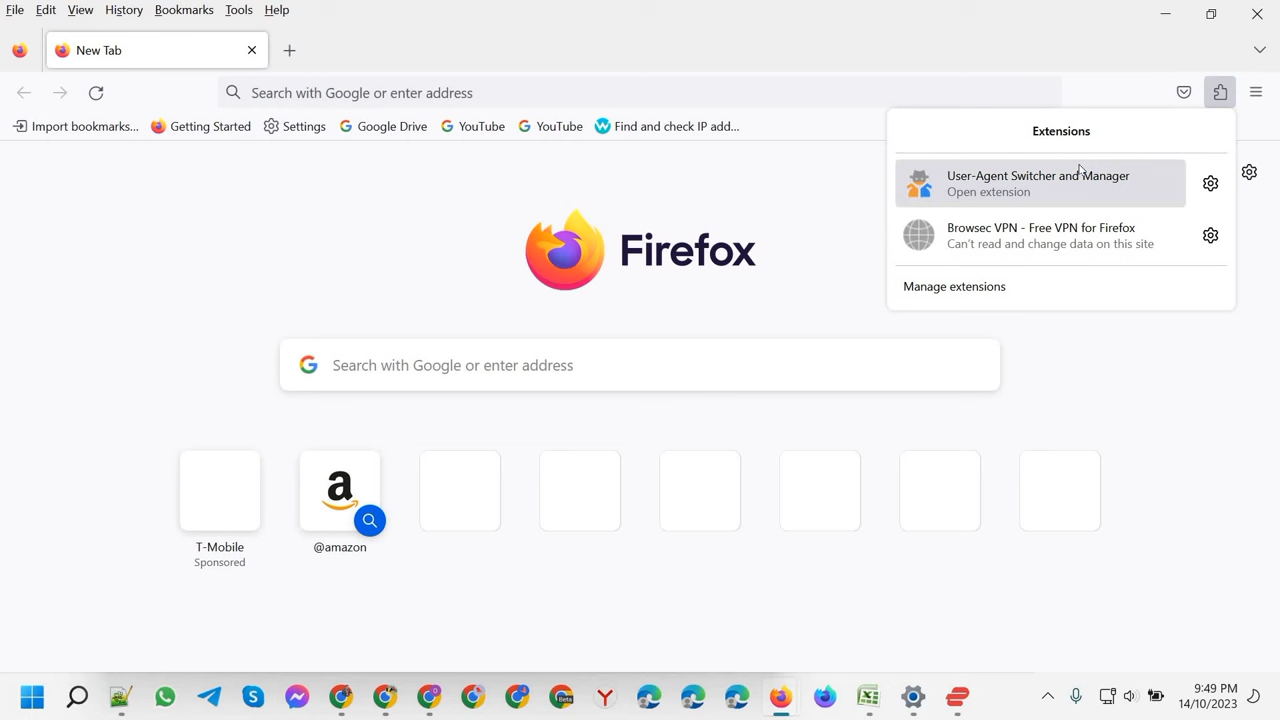 File Edit View History Bookmarks Tools Help
New Tab
Search with Google or enter address
Import bookmarks... Getting Started Settings Google Drive YouTube YouTube Find and check IP add...
Extensions
User-Agent Switcher and Manager
Open extension
Browsec VPN - Free VPN for Firefox
Can't read and change data on this site
Manage extensions
Firefox
Search with Google or enter address
a
T-Mobile
Sponsored
@amazon
Beta
9:49 PM
14/10/2023